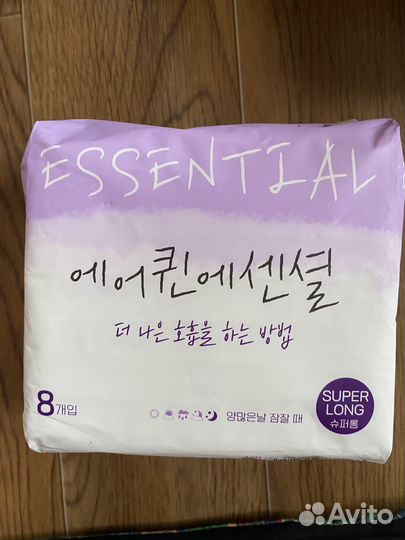 ESSENTIAL
에어퀸에센셜
더 나은 호흡을 하는 방법
8개입
양많은날 잠잘 때
SUPER
LONG
슈퍼롱
Avito